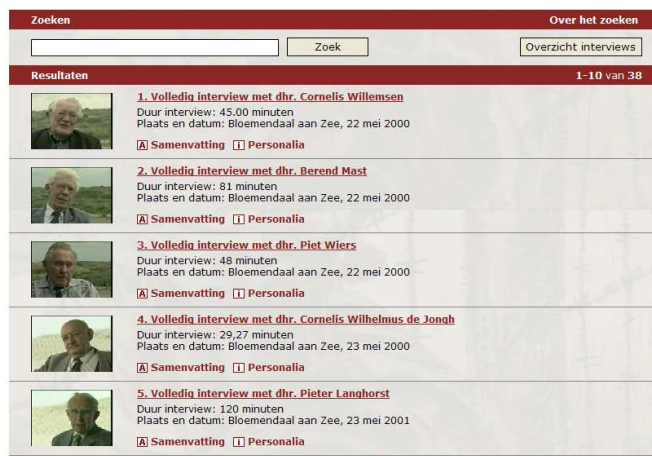 Zoeken Over het zoeken
Zoek Overzicht interviews
Resultaten 1-10 van 38
1. Volledig interview met dhr. Cornelis Willemsen
Duur interview: 45.00 minuten
Plaats en datum: Bloemendaal aan Zee, 22 mei 2000
A Samenvatting i Personalia
2. Volledig interview met dhr. Berend Mast
Duur interview: 81 minuten
Plaats en datum: Bloemendaal aan Zee, 22 mei 2000
A Samenvatting i Personalia
3. Volledig interview met dhr. Piet Wiers
Duur interview: 48 minuten
Plaats en datum: Bloemendaal aan Zee, 22 mei 2000
A Samenvatting i Personalia
4. Volledig interview met dhr. Cornelis Wilhelmus de Jongh
Duur interview: 29,27 minuten
Plaats en datum: Bloemendaal aan Zee, 23 mei 2000
A Samenvatting i Personalia
5. Volledig interview met dhr. Pieter Langhorst
Duur interview: 120 minuten
Plaats en datum: Bloemendaal aan Zee, 23 mei 2001
A Samenvatting i Personalia